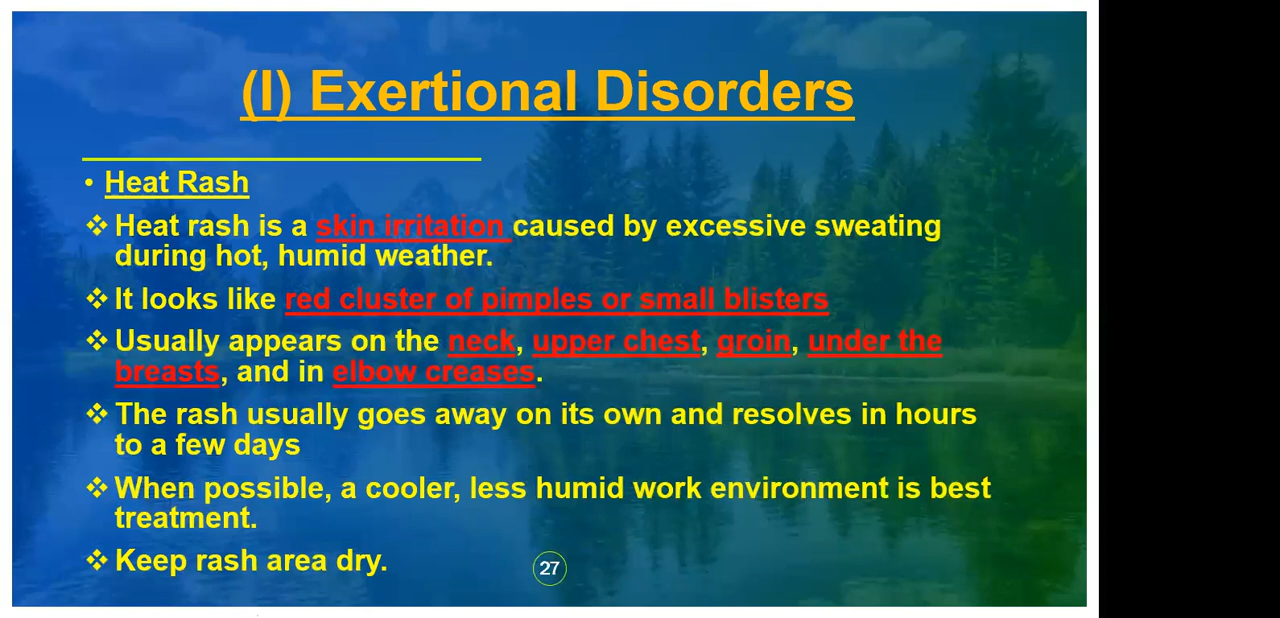 (I) Exertional Disorders
• Heat Rash
❖ Heat rash is a skin irritation caused by excessive sweating
during hot, humid weather.
❖ It looks like red cluster of pimples or small blisters
❖ Usually appears on the neck, upper chest, groin, under the
breasts, and in elbow creases.
❖ The rash usually goes away on its own and resolves in hours
to a few days
❖ When possible, a cooler, less humid work environment is best
treatment.
❖ Keep rash area dry.
27